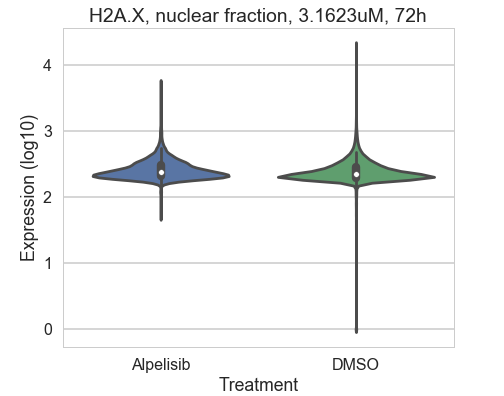 H2A.X, nuclear fraction, 3.1623uM, 72h
Expression (log10)
4
3
2
1
0
Alpelisib
DMSO
Treatment